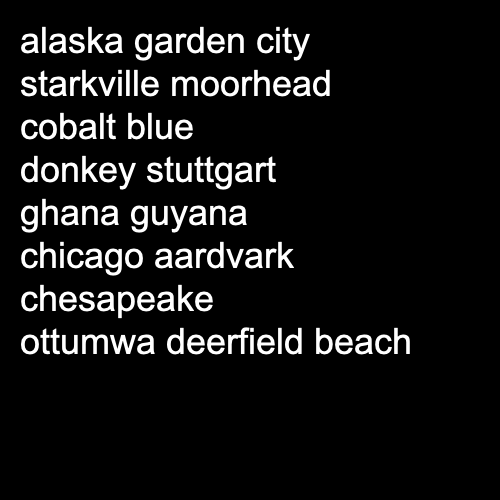 alaska garden city
starkville moorhead
cobalt blue
donkey stuttgart
ghana guyana
chicago aardvark
chesapeake
ottumwa deerfield beach